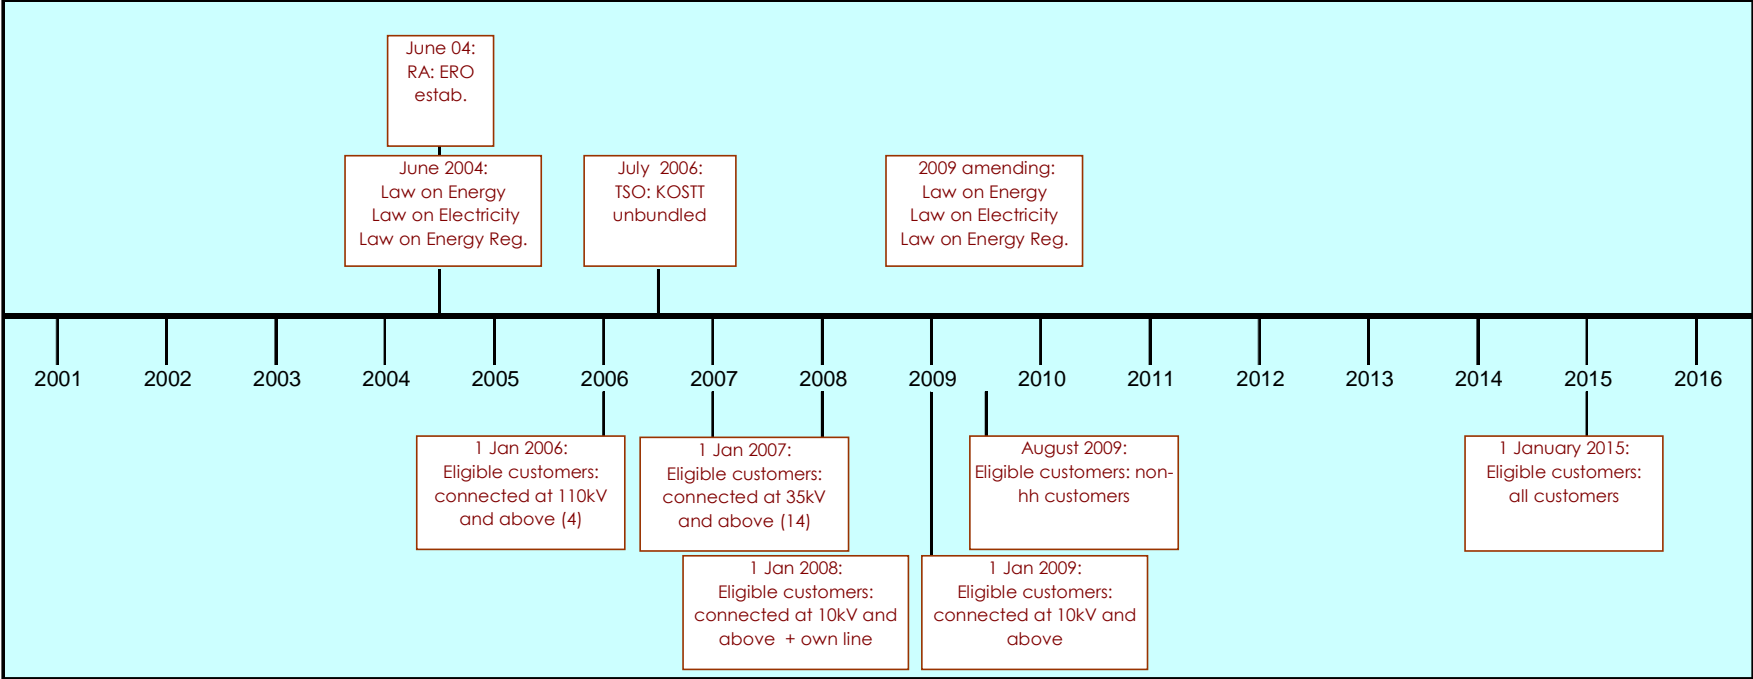 June 04:
RA: ERO
estab.
June 2004:
Law on Energy
Law on Electricity
Law on Energy Reg.
July  2006:
TSO: KOSTT
unbundled
2009 amending:
Law on Energy
Law on Electricity
Law on Energy Reg.
2001 2002 2003 2004 2005 2006 2007 2008 2009 2010 2011 2012 2013 2014 2015 2016
1 Jan 2006:
Eligible customers:
connected at 110kV
and above (4)
1 Jan 2007:
Eligible customers:
connected at 35kV
and above (14)
August 2009:
Eligible customers: non-
hh customers
1 January 2015:
Eligible customers:
all customers
1 Jan 2008:
Eligible customers:
connected at 10kV and
above  + own line
1 Jan 2009:
Eligible customers:
connected at 10kV and
above